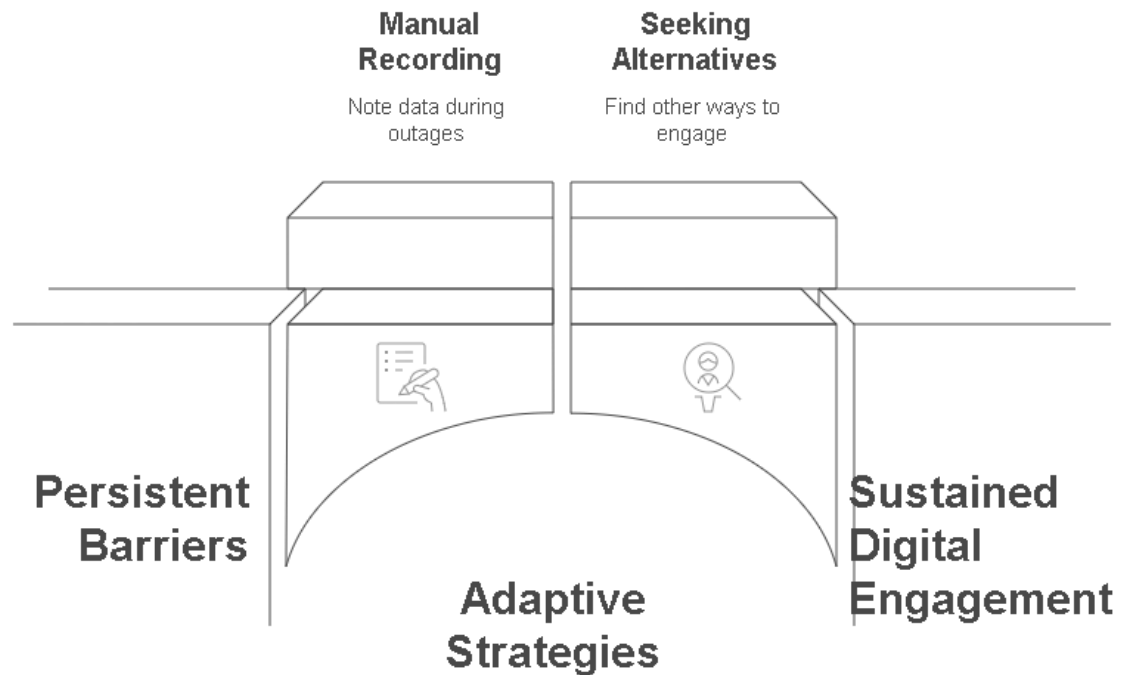 Manual
Recording
Note data during
outages
Seeking
Alternatives
Find other ways to
engage
Persistent
Barriers
Adaptive
Strategies
Sustained
Digital
Engagement